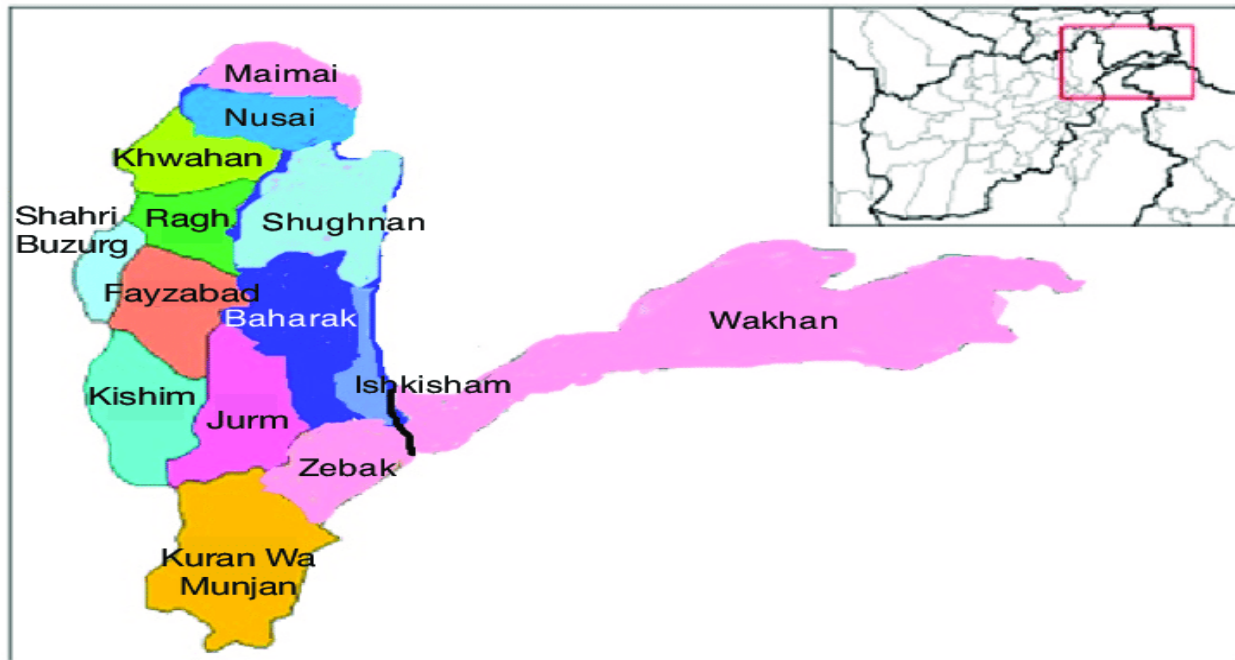 Maimai
Nusai
Khwahan
Shahri
Buzurg
Ragh
Shughnan
Fayzabad
Baharak
Wakhan
Ishkisham
Kishim
Jurm
Zebak
Kuran Wa
Munjan